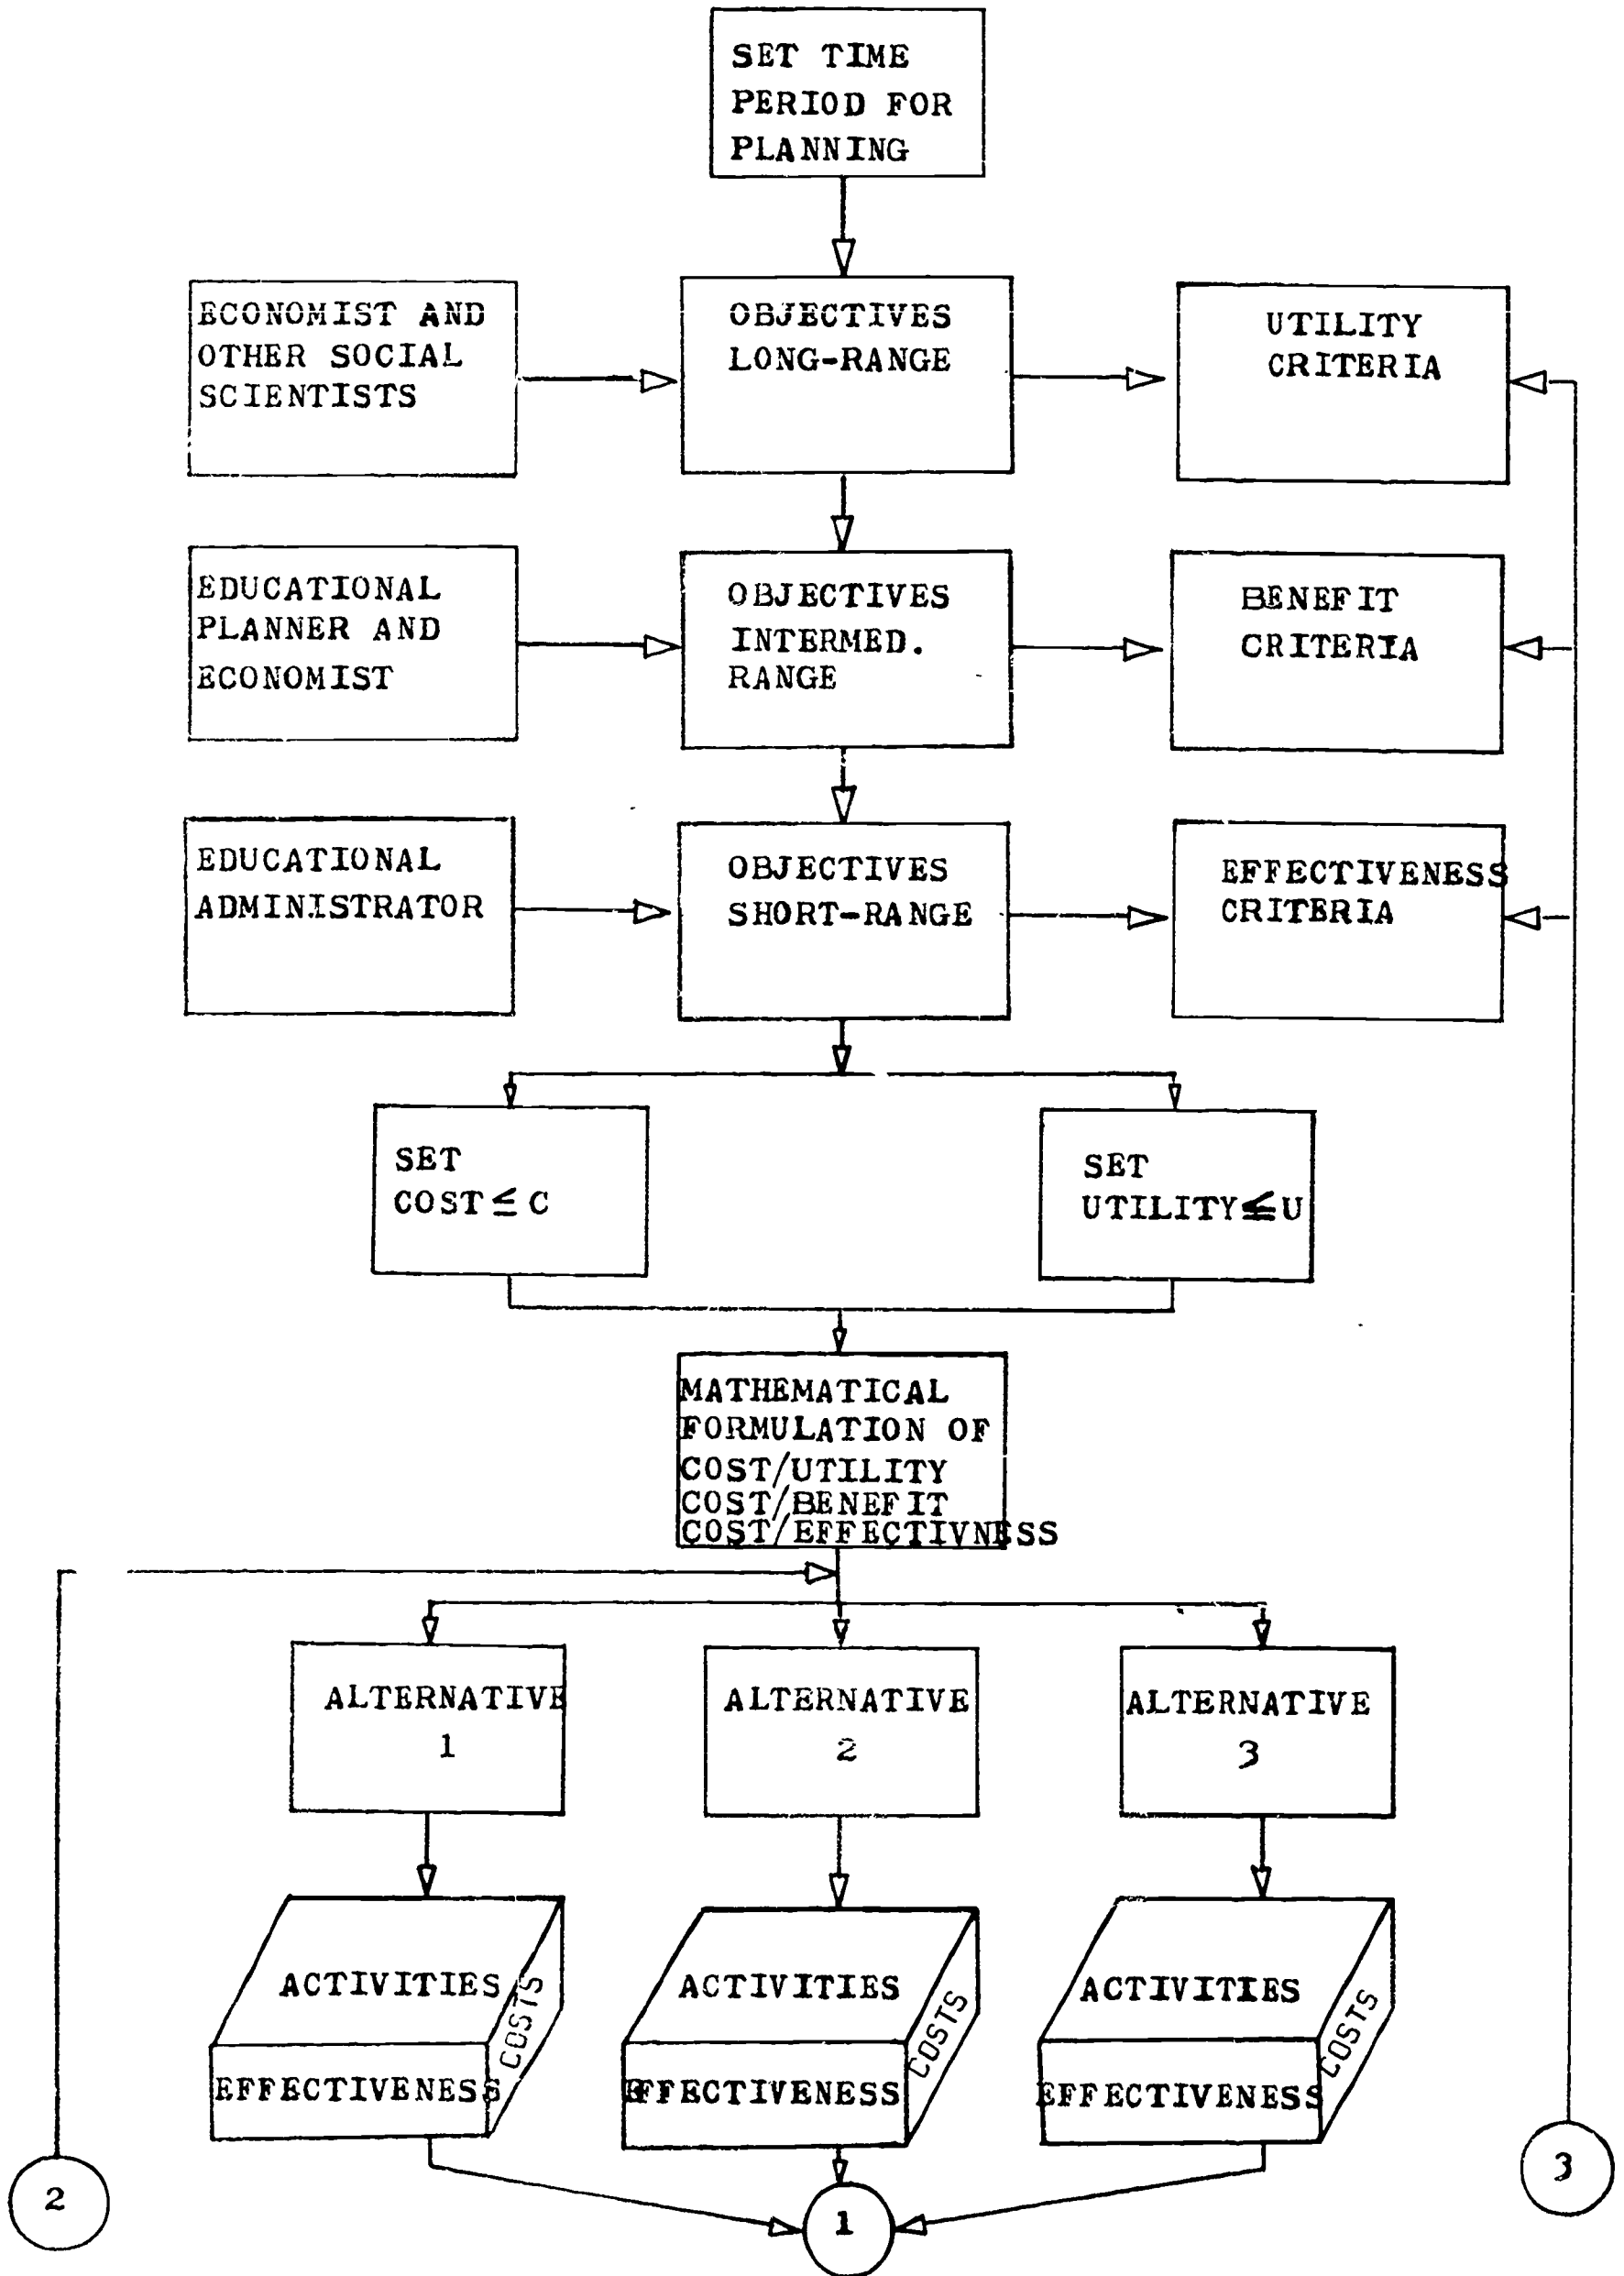 SET TIME
PERIOD FOR
PLANNING
ECONOMIST AND
OTHER SOCIAL
SCIENTISTS
OBJECTIVES
LONG-RANGE
UTILITY
CRITERIA
EDUCATIONAL
PLANNER AND
ECONOMIST
OBJECTIVES
INTERMED.
RANGE
BENEFIT
CRITERIA
EDUCATIONAL
ADMINISTRATOR
OBJECTIVES
SHORT-RANGE
EFFECTIVENESS
CRITERIA
SET
COST ≦ C
SET
UTILITY ≦ U
MATHEMATICAL
FORMULATION OF
COST/UTILITY
COST/BENEFIT
COST/EFFECTIVNESS
ALTERNATIVE
1
ALTERNATIVE
2
ALTERNATIVE
3
ACTIVITIES
COSTS
EFFECTIVENESS
ACTIVITIES
COSTS
EFFECTIVENESS
ACTIVITIES
COSTS
EFFECTIVENESS
2
1
3